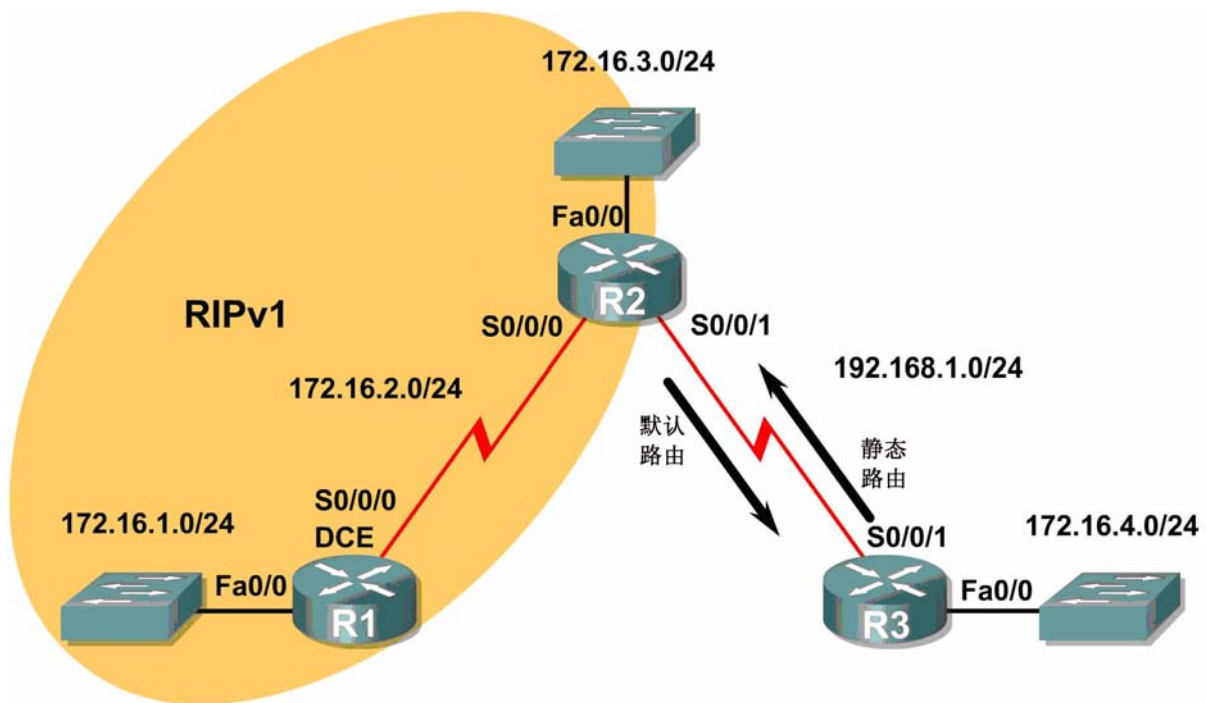 172.16.3.0/24
Fa0/0
R2
RIPv1
S0/0/0
S0/0/1
172.16.2.0/24
192.168.1.0/24
默认
路由
静态
路由
S0/0/0
DCE
172.16.1.0/24
Fa0/0
R1
S0/0/1
172.16.4.0/24
Fa0/0
R3